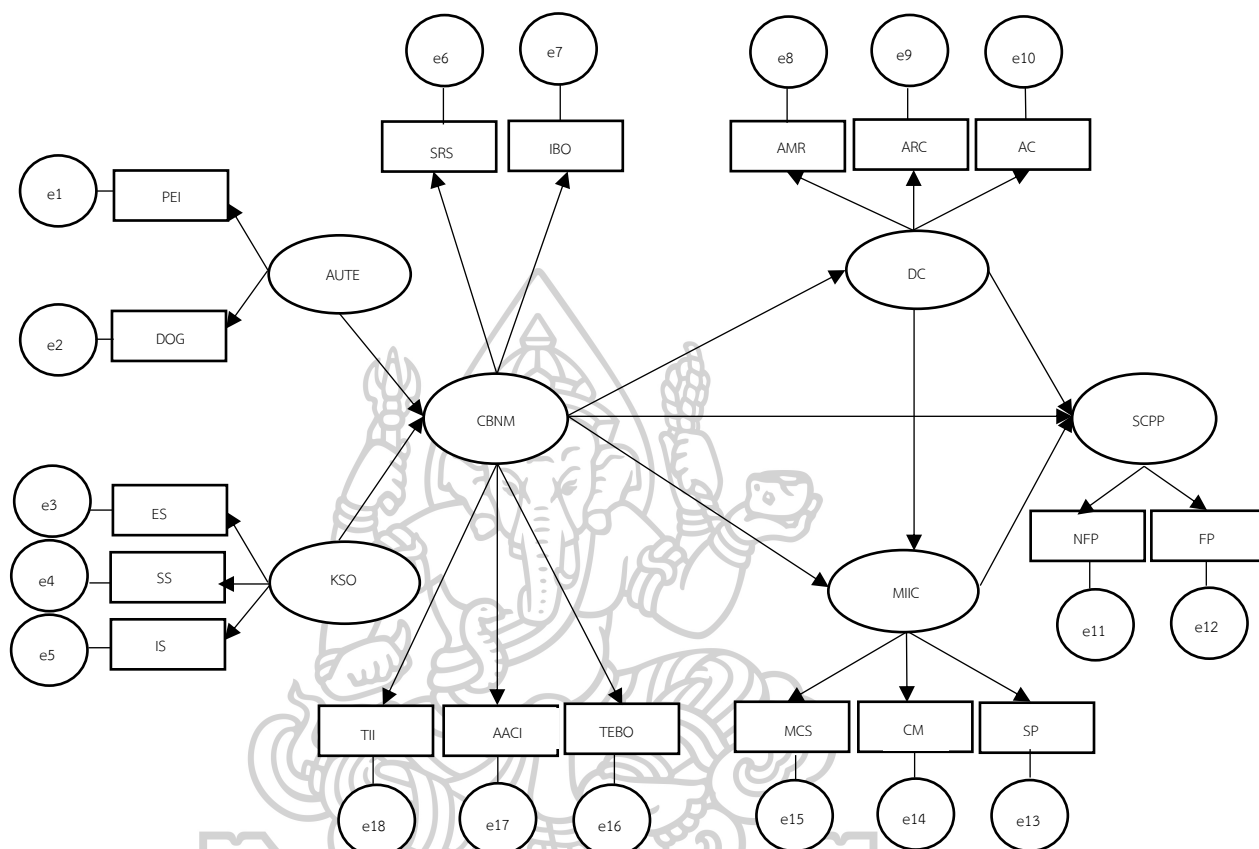 e6
e7
e8
e9
e10
SRS
IBO
AMR
ARC
AC
e1
PEI
AUTE
DC
e2
DOG
CBNM
SCPP
e3
ES
e4
SS
KSO
MIIC
NFP
FP
e5
IS
e11
e12
TII
AACI
TEBO
MCS
CM
SP
e18
e17
e16
e15
e14
e13